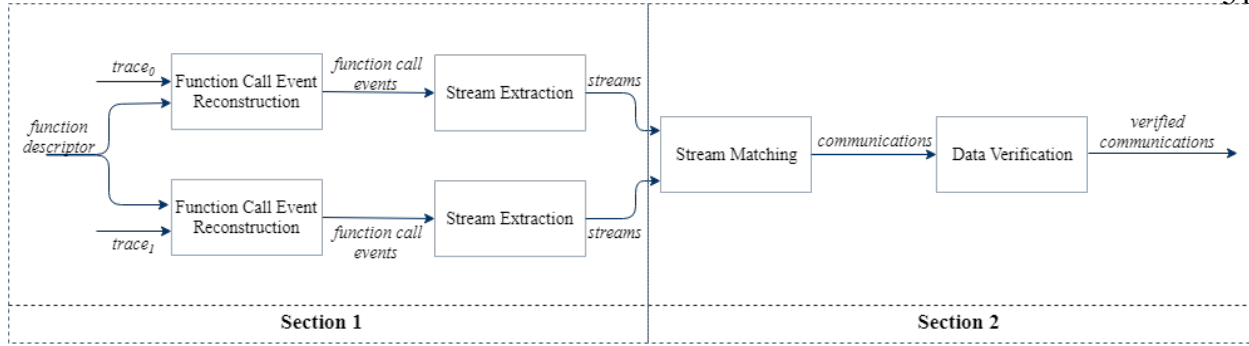 trace₀
Function Call Event
Reconstruction
function call
events
Stream Extraction
streams
function
descriptor
Stream Matching
communications
Data Verification
verified
communications
Function Call Event
Reconstruction
trace₁
function call
events
Stream Extraction
streams
Section 1
Section 2